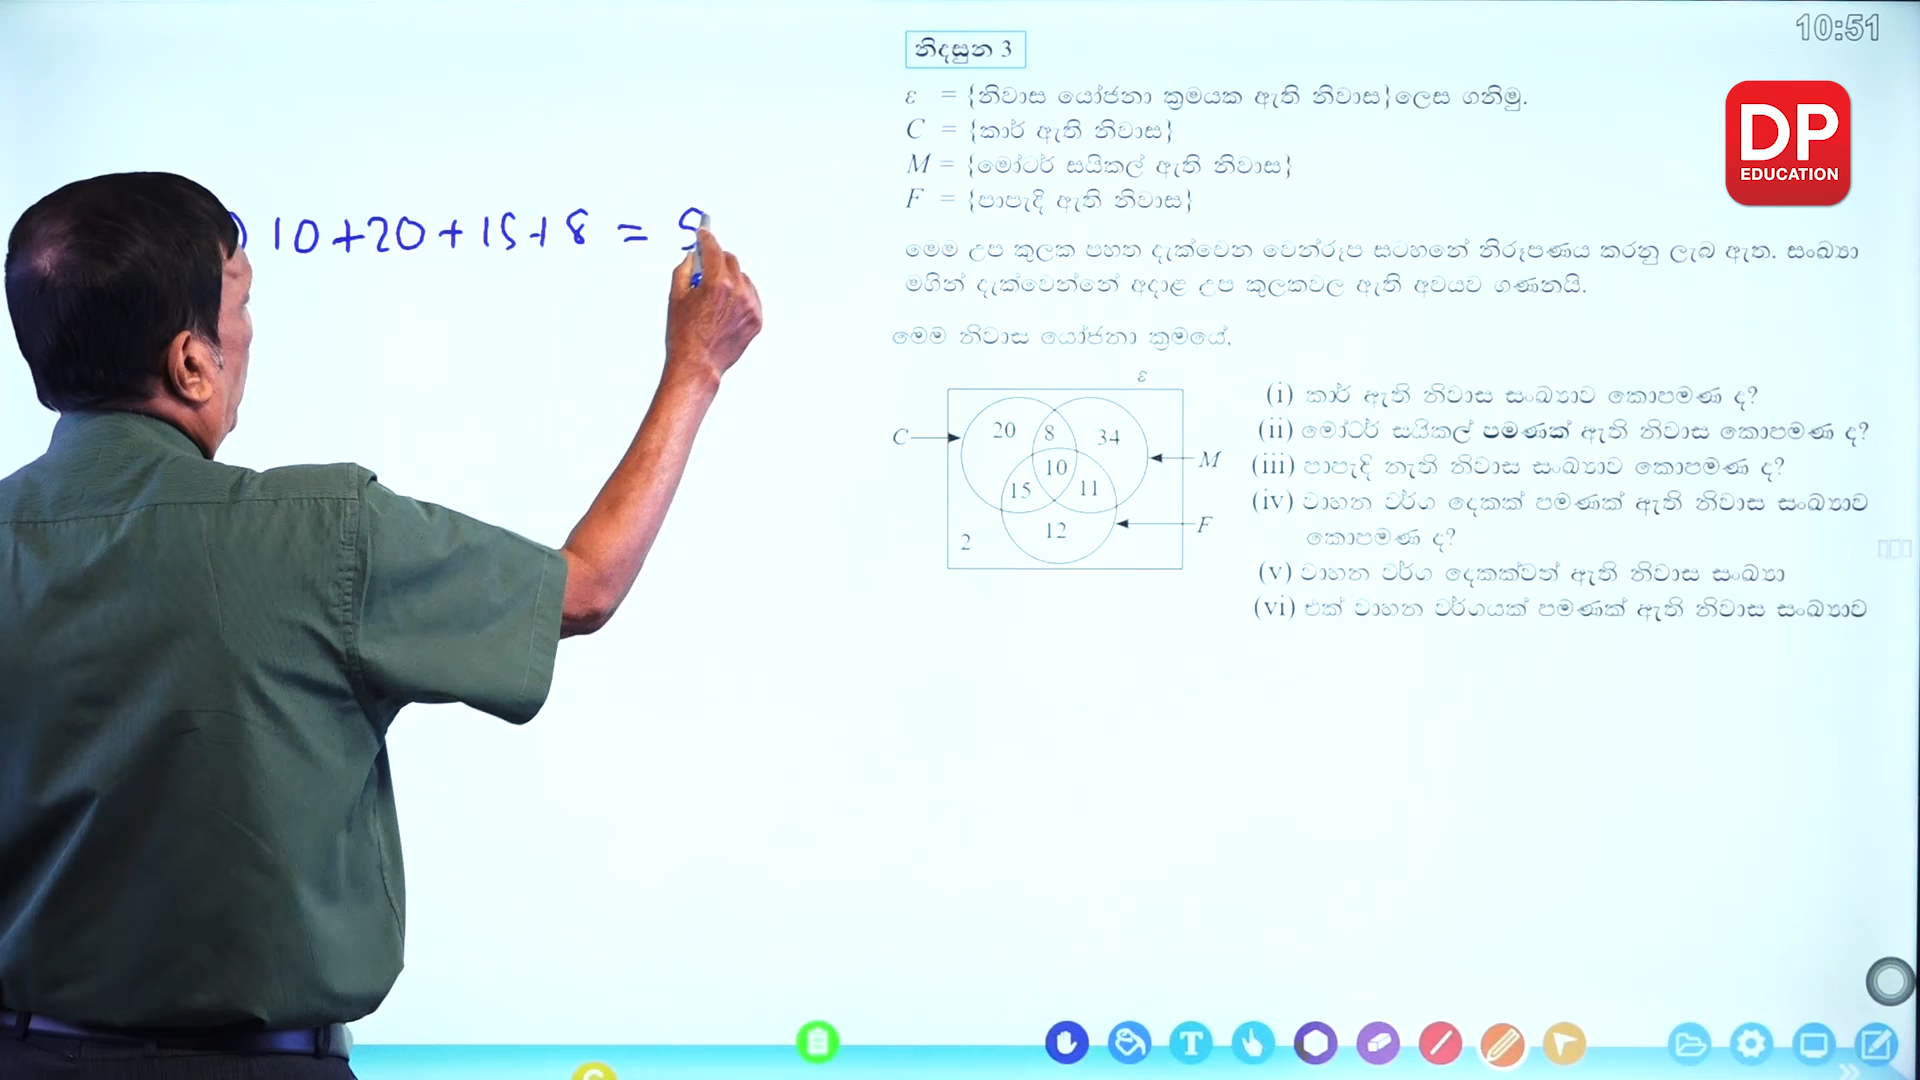 10:51
නිදසුන 3
ε = {නිවාස යෝජනා ක්‍රමයක ඇති නිවාස}ලෙස ගනිමු.
C = {කාර් ඇති නිවාස}
M = {මෝටර් සයිකල් ඇති නිවාස}
F = {පාපැදි ඇති නිවාස}
DP
EDUCATION
) 10+20+15+8 = 5
මෙම උප කුලක පහත දැක්වෙන වෙන්රූප සටහනේ නිරූපණය කරනු ලැබ ඇත. සංඛ්‍යා
මගින් දැක්වෙන්නේ අදාළ උප කුලකවල ඇති අවයව ගණනයි.
මෙම නිවාස යෝජනා ක්‍රමයේ,
ε
C
20 8 34
M
10
15 11
F
12
2
(i) කාර් ඇති නිවාස සංඛ්‍යාව කොපමණ ද?
(ii) මෝටර් සයිකල් පමණක් ඇති නිවාස කොපමණ ද?
(iii) පාපැදි නැති නිවාස සංඛ්‍යාව කොපමණ ද?
(iv) වාහන වර්ග දෙකක් පමණක් ඇති නිවාස සංඛ්‍යාව
කොපමණ ද?
(v) වාහන වර්ග දෙකක්වත් ඇති නිවාස සංඛ්‍යා
(vi) එක් වාහන වර්ගයක් පමණක් ඇති නිවාස සංඛ්‍යාව
T